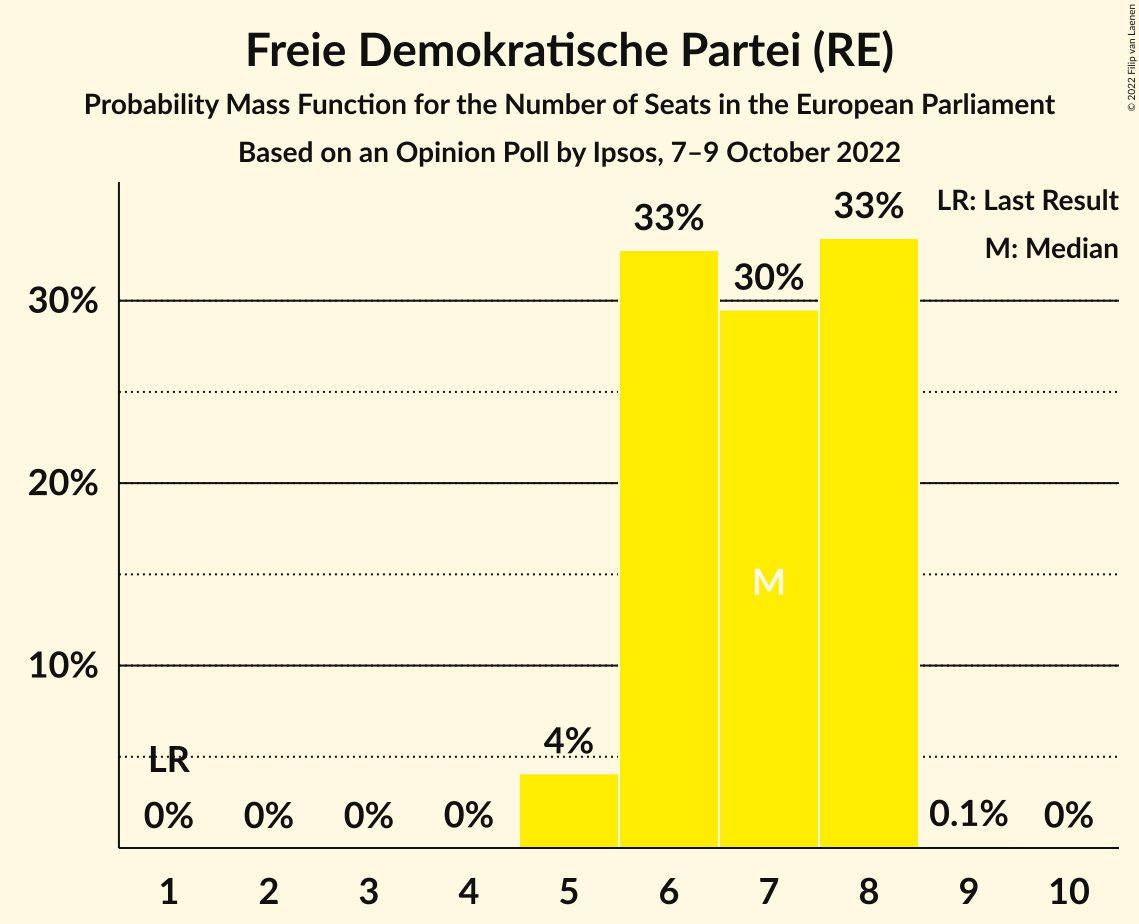 Freie Demokratische Partei (RE)
Probability Mass Function for the Number of Seats in the European Parliament
Based on an Opinion Poll by Ipsos, 7–9 October 2022
© 2022 Filip van Laenen
LR: Last Result
M: Median
30%
20%
10%
33%
30%
33%
M
4%
LR
0%
0%
0%
0%
0.1%
0%
1
2
3
4
5
6
7
8
9
10